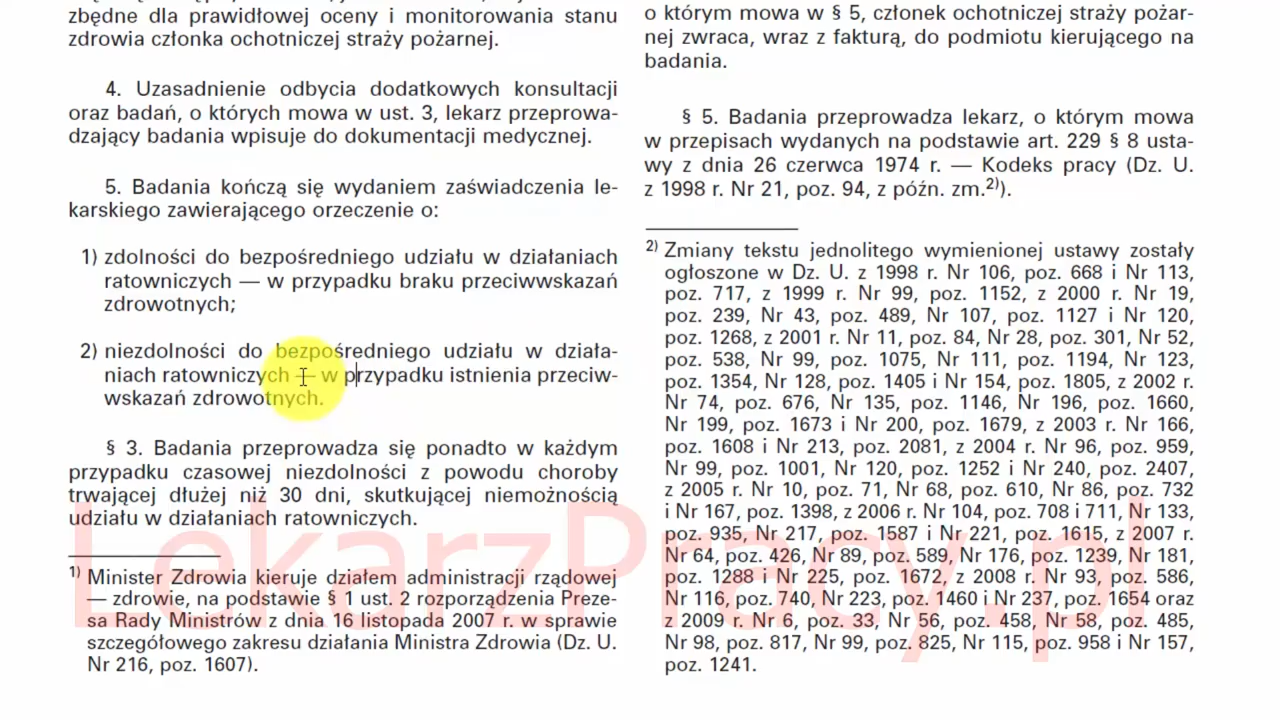 zbędne dla prawidłowej oceny i monitorowania stanu
zdrowia członka ochotniczej straży pożarnej.
4. Uzasadnienie odbycia dodatkowych konsultacji
oraz badań, o których mowa w ust. 3, lekarz przeprowa-
dzający badania wpisuje do dokumentacji medycznej.
5. Badania kończą się wydaniem zaświadczenia le-
karskiego zawierającego orzeczenie o:
1) zdolności do bezpośredniego udziału w działaniach
ratowniczych — w przypadku braku przeciwwskazań
zdrowotnych;
2) niezdolności do bezpośredniego udziału w działa-
niach ratowniczych — w przypadku istnienia przeciw-
wskazań zdrowotnych.
§ 3. Badania przeprowadza się ponadto w każdym
przypadku czasowej niezdolności z powodu choroby
trwającej dłużej niż 30 dni, skutkującej niemożnością
udziału w działaniach ratowniczych.
1) Minister Zdrowia kieruje działem administracji rządowej
— zdrowie, na podstawie § 1 ust. 2 rozporządzenia Preze-
sa Rady Ministrów z dnia 16 listopada 2007 r. w sprawie
szczegółowego zakresu działania Ministra Zdrowia (Dz. U.
Nr 216, poz. 1607).
o którym mowa w § 5, członek ochotniczej straży pożar-
nej zwraca, wraz z fakturą, do podmiotu kierującego na
badania.
§ 5. Badania przeprowadza lekarz, o którym mowa
w przepisach wydanych na podstawie art. 229 § 8 usta-
wy z dnia 26 czerwca 1974 r. — Kodeks pracy (Dz. U.
z 1998 r. Nr 21, poz. 94, z późn. zm.2)).
2) Zmiany tekstu jednolitego wymienionej ustawy zostały
ogłoszone w Dz. U. z 1998 r. Nr 106, poz. 668 i Nr 113,
poz. 717, z 1999 r. Nr 99, poz. 1152, z 2000 r. Nr 19,
poz. 239, Nr 43, poz. 489, Nr 107, poz. 1127 i Nr 120,
poz. 1268, z 2001 r. Nr 11, poz. 84, Nr 28, poz. 301, Nr 52,
poz. 538, Nr 99, poz. 1075, Nr 111, poz. 1194, Nr 123,
poz. 1354, Nr 128, poz. 1405 i Nr 154, poz. 1805, z 2002 r.
Nr 74, poz. 676, Nr 135, poz. 1146, Nr 196, poz. 1660,
Nr 199, poz. 1673 i Nr 200, poz. 1679, z 2003 r. Nr 166,
poz. 1608 i Nr 213, poz. 2081, z 2004 r. Nr 96, poz. 959,
Nr 99, poz. 1001, Nr 120, poz. 1252 i Nr 240, poz. 2407,
z 2005 r. Nr 10, poz. 71, Nr 68, poz. 610, Nr 86, poz. 732
i Nr 167, poz. 1398, z 2006 r. Nr 104, poz. 708 i 711, Nr 133,
poz. 935, Nr 217, poz. 1587 i Nr 221, poz. 1615, z 2007 r.
Nr 64, poz. 426, Nr 89, poz. 589, Nr 176, poz. 1239, Nr 181,
poz. 1288 i Nr 225, poz. 1672, z 2008 r. Nr 93, poz. 586,
Nr 116, poz. 740, Nr 223, poz. 1460 i Nr 237, poz. 1654 oraz
z 2009 r. Nr 6, poz. 33, Nr 56, poz. 458, Nr 58, poz. 485,
Nr 98, poz. 817, Nr 99, poz. 825, Nr 115, poz. 958 i Nr 157,
poz. 1241.
LekarzPracy.pl